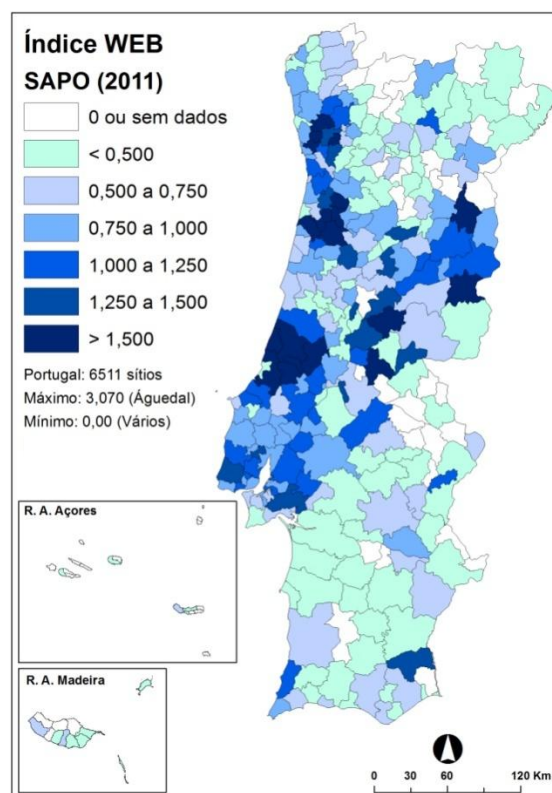 Índice WEB
SAPO (2011)
0 ou sem dados
< 0,500
0,500 a 0,750
0,750 a 1,000
1,000 a 1,250
1,250 a 1,500
> 1,500
Portugal: 6511 sítios
Máximo: 3,070 (Águedal)
Mínimo: 0,00 (Vários)
R. A. Açores
R. A. Madeira
0 30 60 120 Km